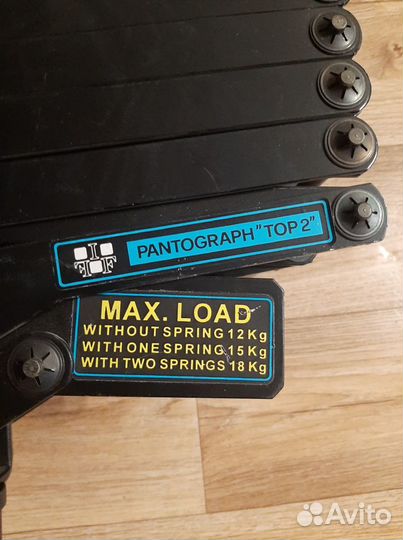 IFF
PANTOGRAPH "TOP 2"
MAX. LOAD
WITHOUT SPRING 12 Kg
WITH ONE SPRING 15 Kg
WITH TWO SPRINGS 18 Kg
Avito